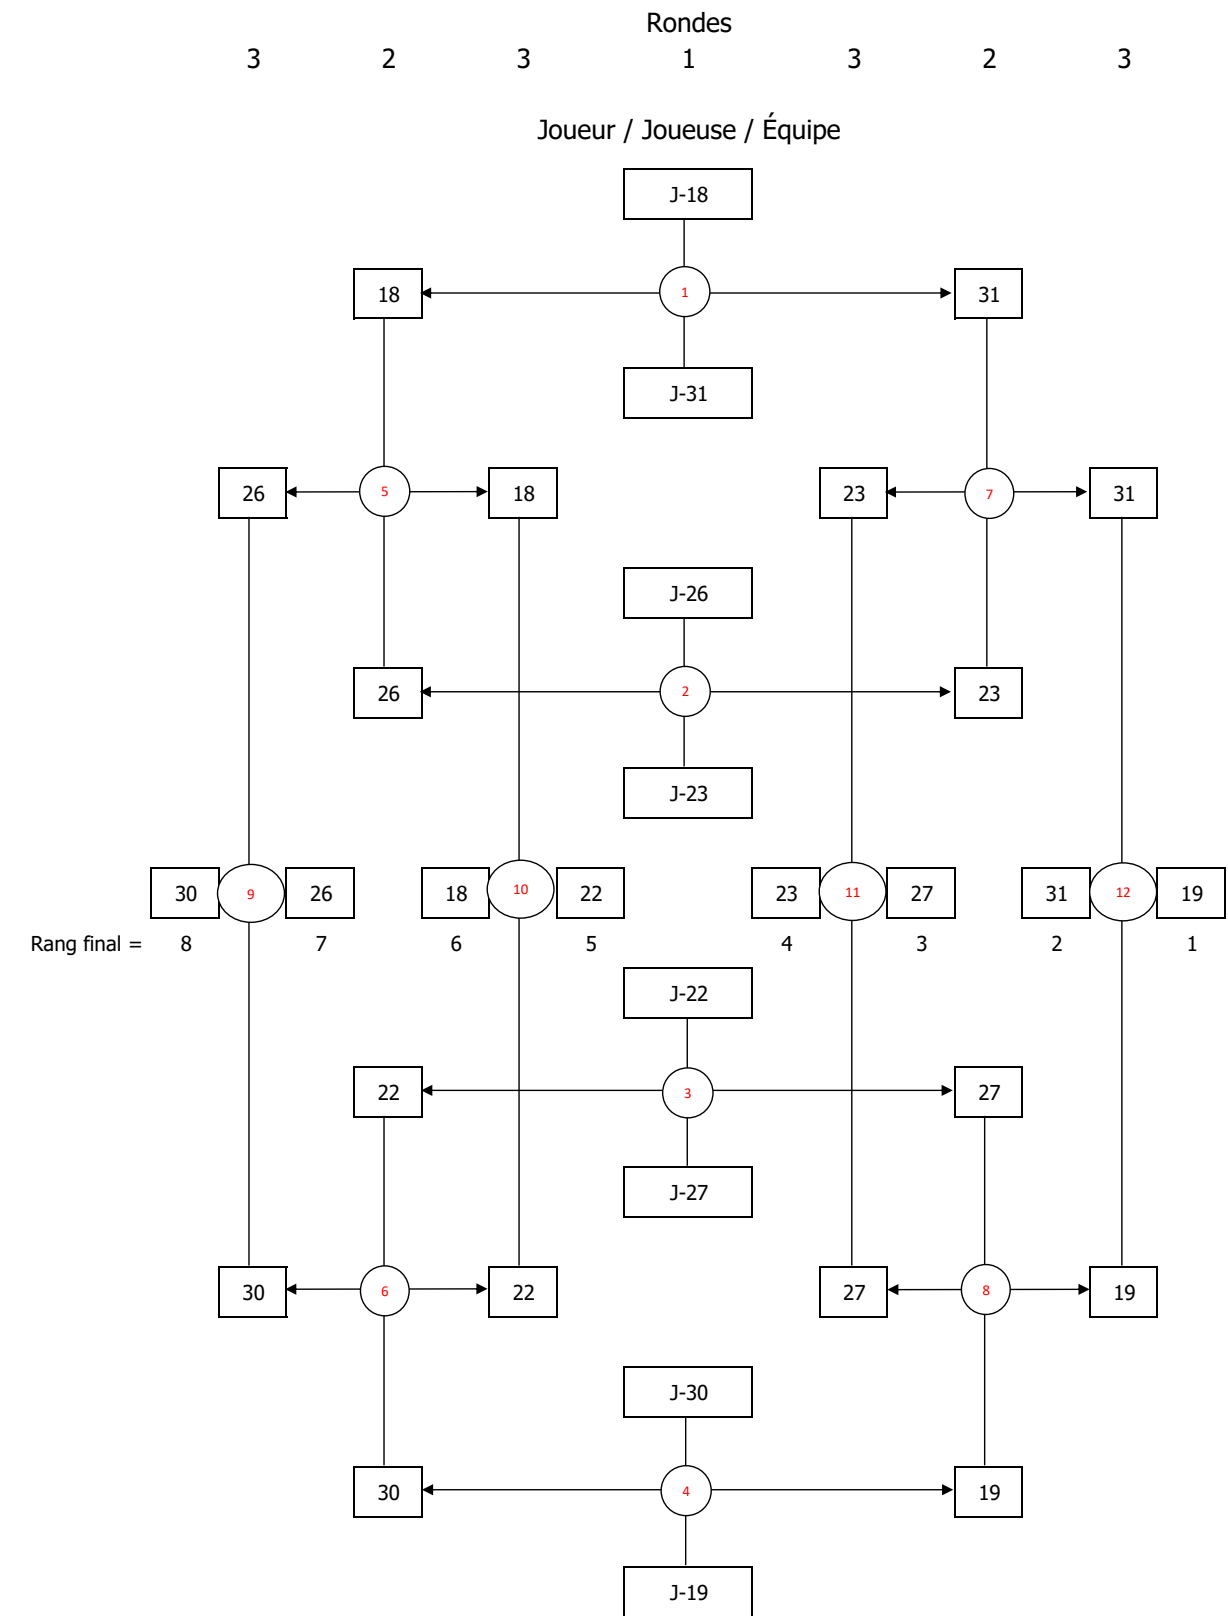 Rondes
3 2 3 1 3 2 3
Joueur / Joueuse / Équipe
J-18
18 1 31
J-31
26 5 18 23 7 31
J-26
26 2 23
J-23
30 9 26 18 10 22 23 11 27 31 12 19
Rang final = 8 7 6 5 4 3 2 1
J-22
22 3 27
J-27
30 6 22 27 8 19
J-30
30 4 19
J-19